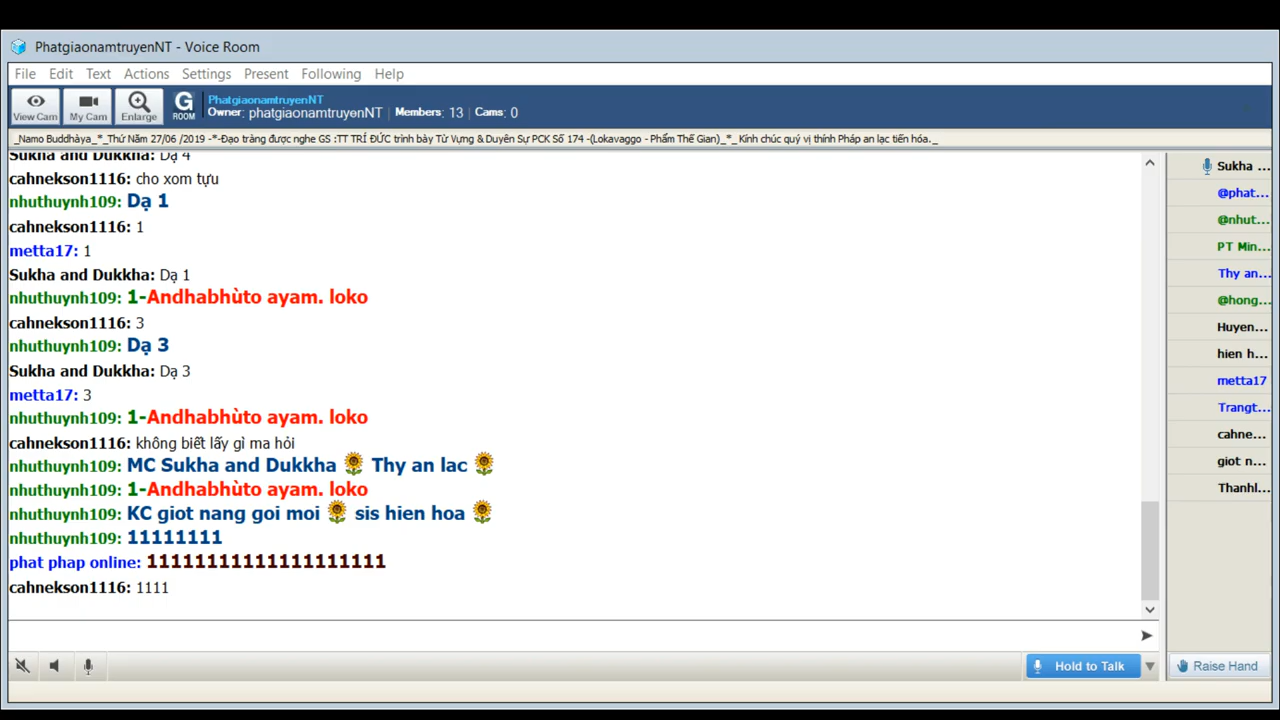 PhatgiaonamtruyenNT - Voice Room
File Edit Text Actions Settings Present Following Help
View Cam My Cam Enlarge G ROOM
PhatgiaonamtruyenNT
Owner: phatgiaonamtruyenNT Members: 13 Cams: 0
_Namo Buddhàya_*_Thứ Năm 27/06 /2019 -*-Đạo tràng được nghe GS :TT TRÍ ĐỨC trình bày Từ Vựng & Duyên Sự PCK Số 174 -(Lokavaggo - Phẩm Thế Gian)_*_ Kính chúc quý vị thính Pháp an lạc tiến hóa._
Sukha and Dukkha: Dạ 4
cahnekson1116: cho xom tựu
nhuthuynh109: Dạ 1
cahnekson1116: 1
metta17: 1
Sukha and Dukkha: Dạ 1
nhuthuynh109: 1-Andhabhùto ayam. loko
cahnekson1116: 3
nhuthuynh109: Dạ 3
Sukha and Dukkha: Dạ 3
metta17: 3
nhuthuynh109: 1-Andhabhùto ayam. loko
cahnekson1116: không biết lấy gì ma hỏi
nhuthuynh109: MC Sukha and Dukkha 🌻 Thy an lac 🌻
nhuthuynh109: 1-Andhabhùto ayam. loko
nhuthuynh109: KC giot nang goi moi 🌻 sis hien hoa 🌻
nhuthuynh109: 11111111
phat phap online: 11111111111111111111
cahnekson1116: 1111
Sukha ...
@phat...
@nhut...
PT Min...
Thy an...
@hong...
Huyen...
hien h...
metta17
Trangt...
cahne...
giot n...
Thanhl...
Hold to Talk
Raise Hand